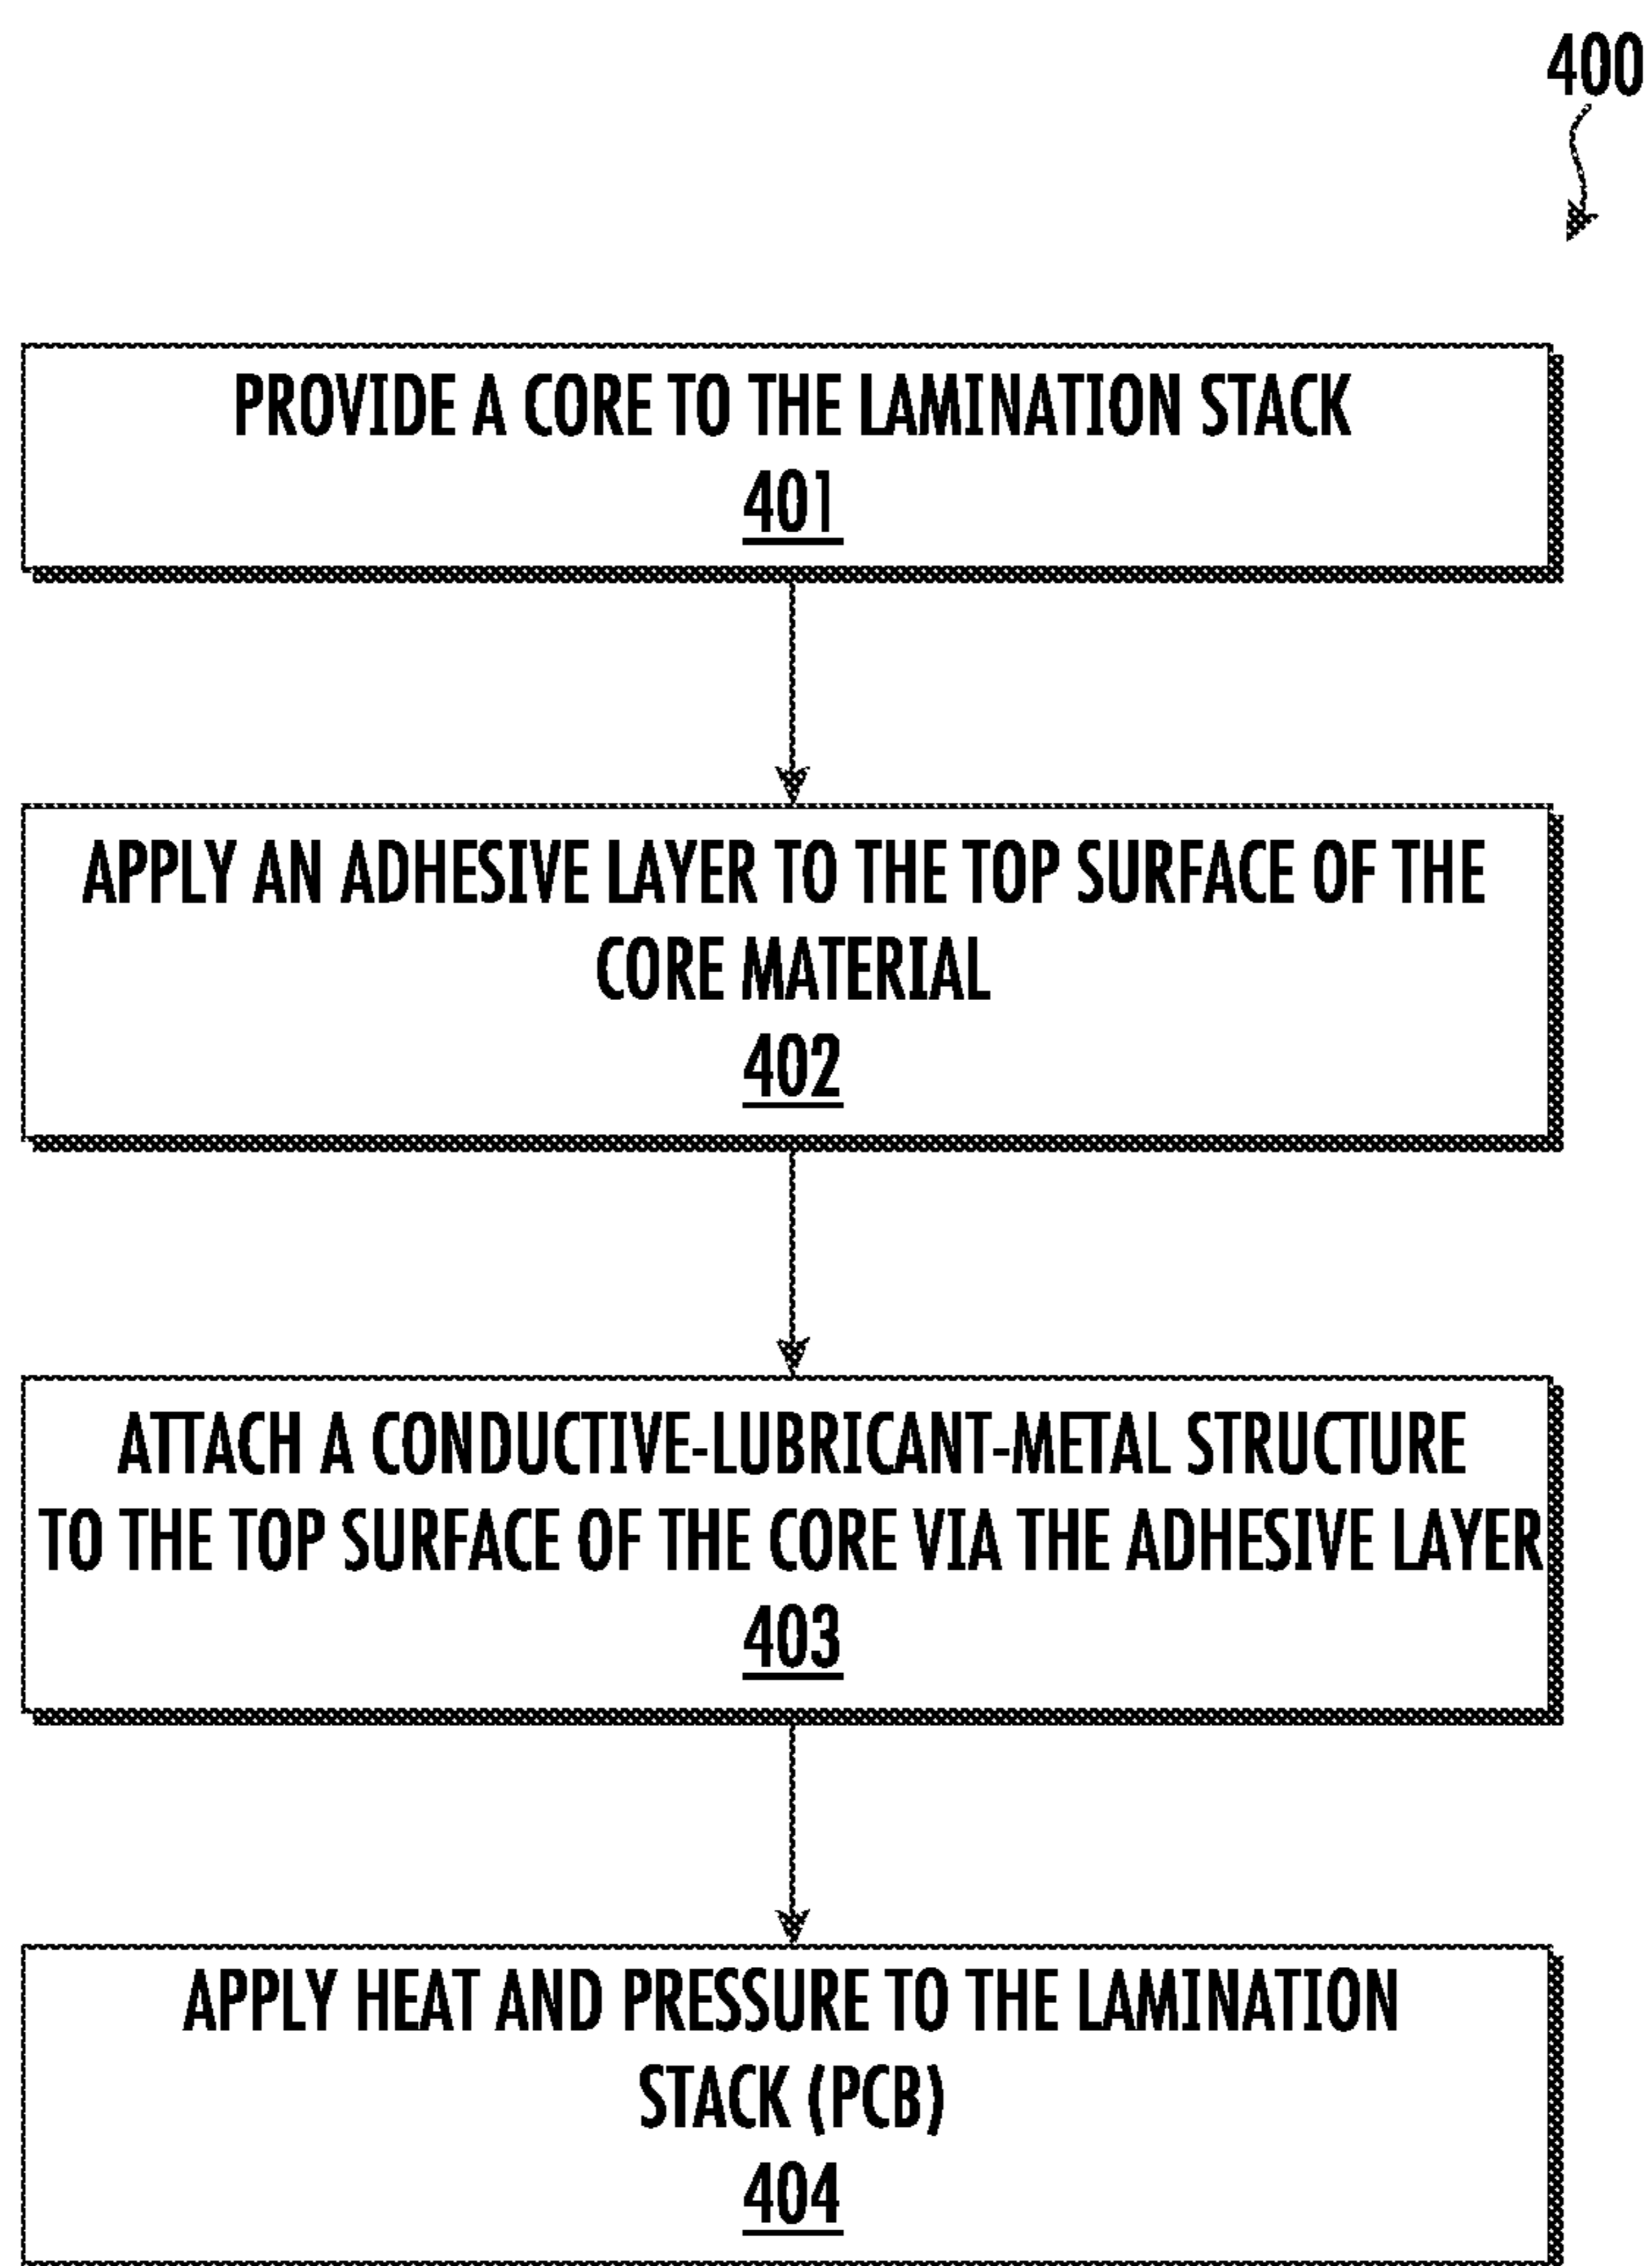 400
PROVIDE A CORE TO THE LAMINATION STACK
401
APPLY AN ADHESIVE LAYER TO THE TOP SURFACE OF THE
CORE MATERIAL
402
ATTACH A CONDUCTIVE-LUBRICANT-METAL STRUCTURE
TO THE TOP SURFACE OF THE CORE VIA THE ADHESIVE LAYER
403
APPLY HEAT AND PRESSURE TO THE LAMINATION
STACK (PCB)
404